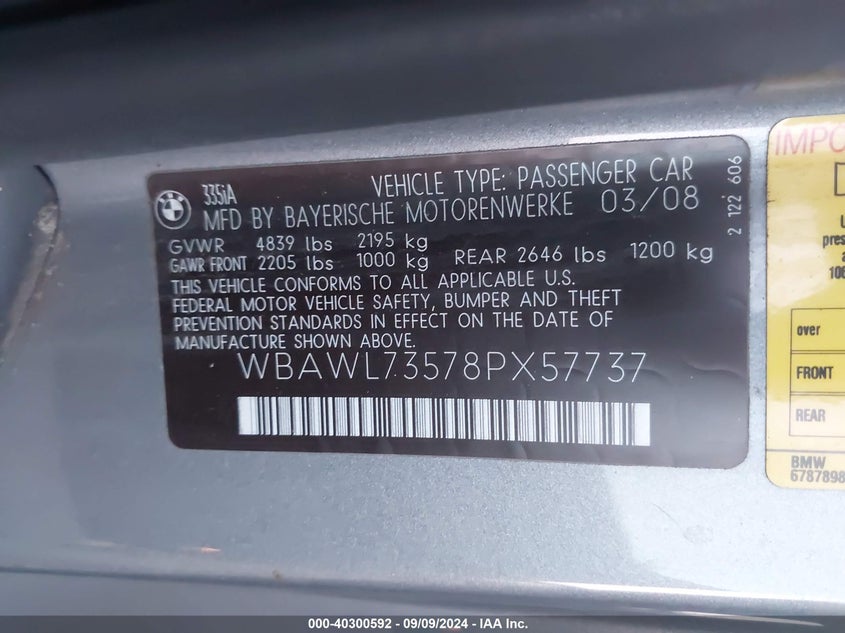 335iA
VEHICLE TYPE: PASSENGER CAR
MFD BY BAYERISCHE MOTORENWERKE 03/08
GVWR 4839 lbs 2195 kg
GAWR FRONT 2205 lbs 1000 kg REAR 2646 lbs 1200 kg
THIS VEHICLE CONFORMS TO ALL APPLICABLE U.S.
FEDERAL MOTOR VEHICLE SAFETY, BUMPER AND THEFT
PREVENTION STANDARDS IN EFFECT ON THE DATE OF
MANUFACTURE SHOWN ABOVE.
WBAWL73578PX57737
2 122 606
over
FRONT
REAR
BMW
6787898
000-40300592 - 09/09/2024 - IAA Inc.